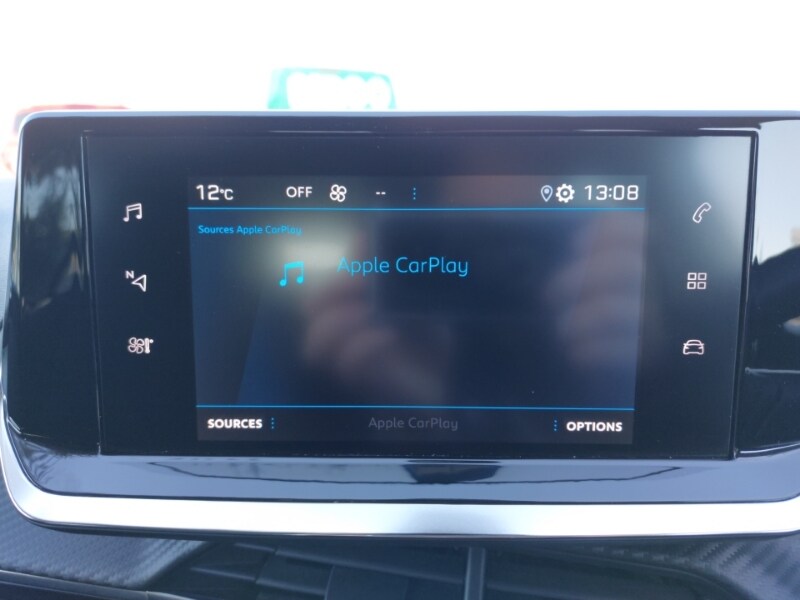 12°C OFF -- 13:08
Sources Apple CarPlay
Apple CarPlay
N
SOURCES Apple CarPlay OPTIONS